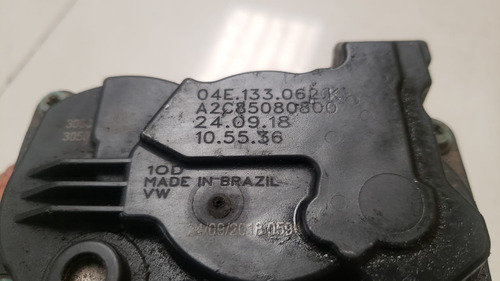 04E.133.062.K
A2C85080800
24.09.18
10.55.36
10D
MADE IN BRAZIL
VW